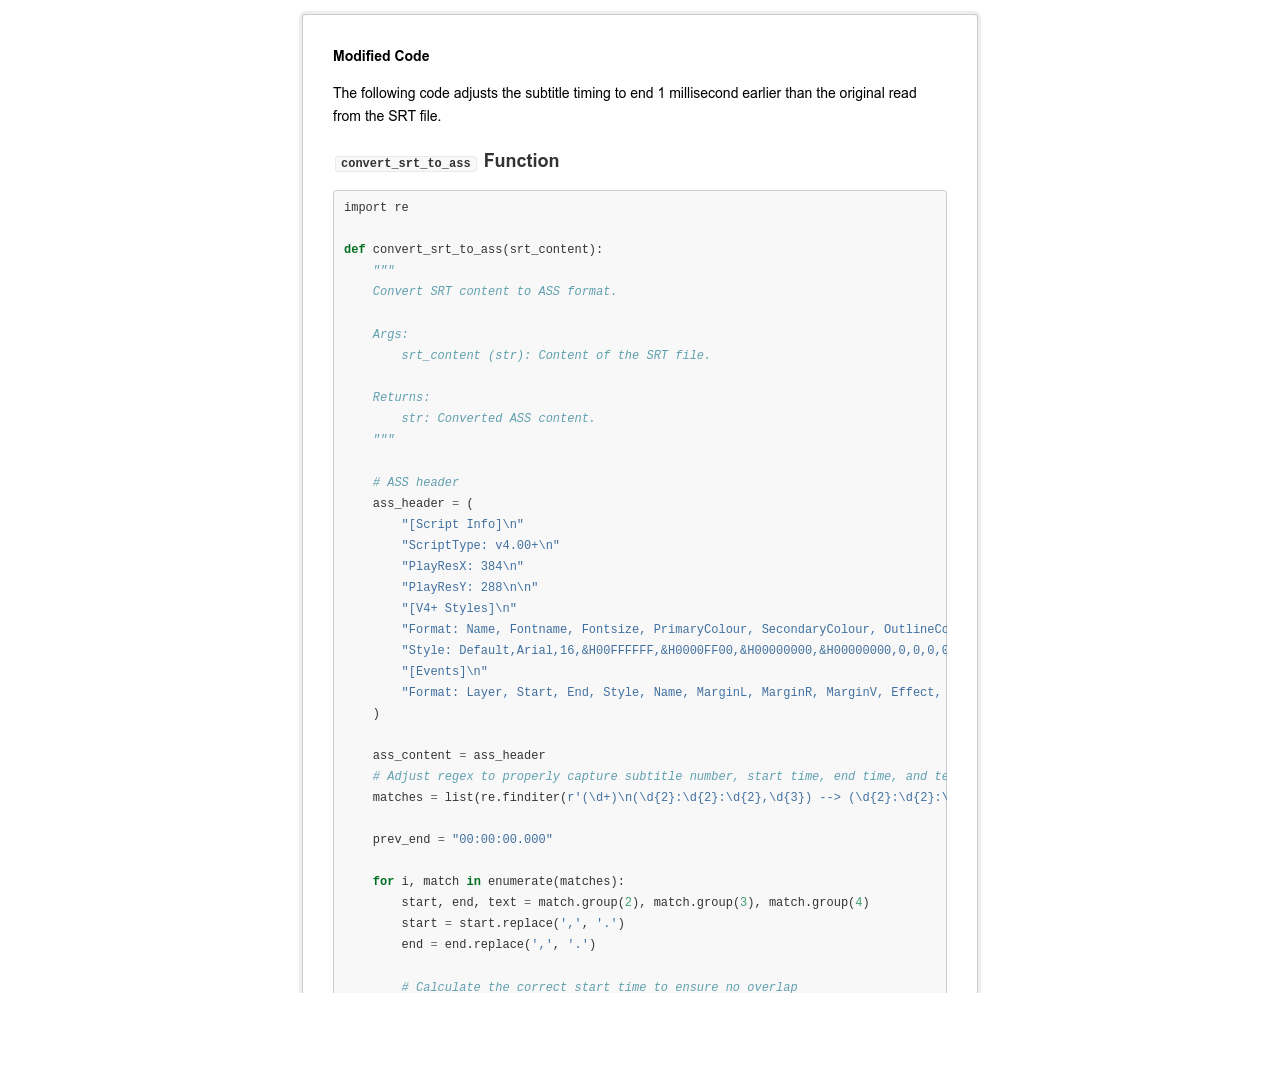 Modified Code
The following code adjusts the subtitle timing to end 1 millisecond earlier than the original read
from the SRT file.
convert_srt_to_ass Function
import re
def convert_srt_to_ass(srt_content):
    """
    Convert SRT content to ASS format.
    Args:
        srt_content (str): Content of the SRT file.
    Returns:
        str: Converted ASS content.
    """
    # ASS header
    ass_header = (
        "[Script Info]\n"
        "ScriptType: v4.00+\n"
        "PlayResX: 384\n"
        "PlayResY: 288\n\n"
        "[V4+ Styles]\n"
        "Format: Name, Fontname, Fontsize, PrimaryColour, SecondaryColour, OutlineCo
        "Style: Default,Arial,16,&H00FFFFFF,&H0000FF00,&H00000000,&H00000000,0,0,0,0
        "[Events]\n"
        "Format: Layer, Start, End, Style, Name, MarginL, MarginR, MarginV, Effect,
    )
    ass_content = ass_header
    # Adjust regex to properly capture subtitle number, start time, end time, and te
    matches = list(re.finditer(r'(\d+)\n(\d{2}:\d{2}:\d{2},\d{3}) --> (\d{2}:\d{2}:\
    prev_end = "00:00:00.000"
    for i, match in enumerate(matches):
        start, end, text = match.group(2), match.group(3), match.group(4)
        start = start.replace(',', '.')
        end = end.replace(',', '.')
        # Calculate the correct start time to ensure no overlap